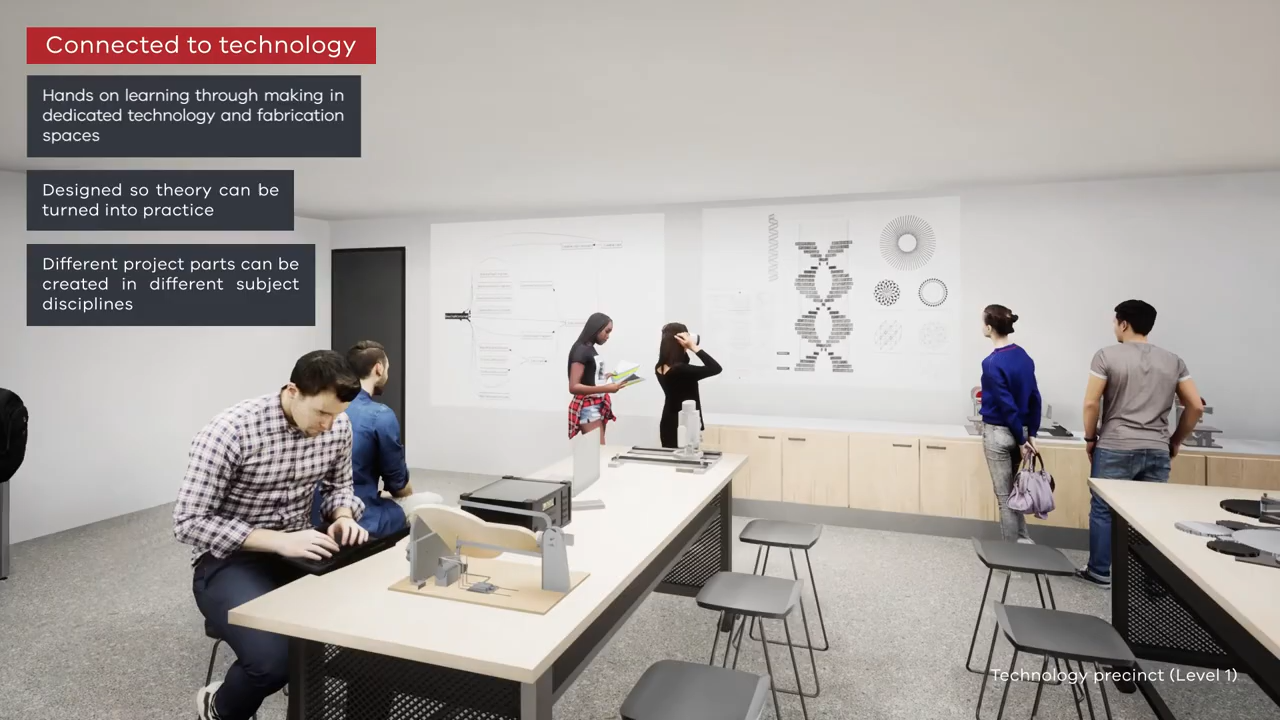 Connected to technology
Hands on learning through making in
dedicated technology and fabrication
spaces
Designed so theory can be
turned into practice
Different project parts can be
created in different subject
disciplines
Technology precinct (Level 1)